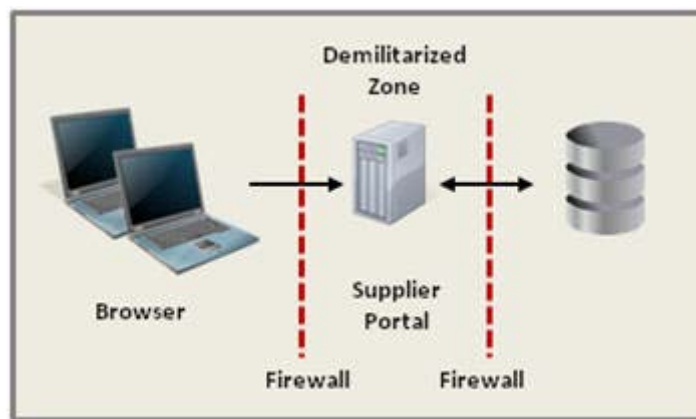 Demilitarized
Zone
Browser
Supplier
Portal
Firewall
Firewall